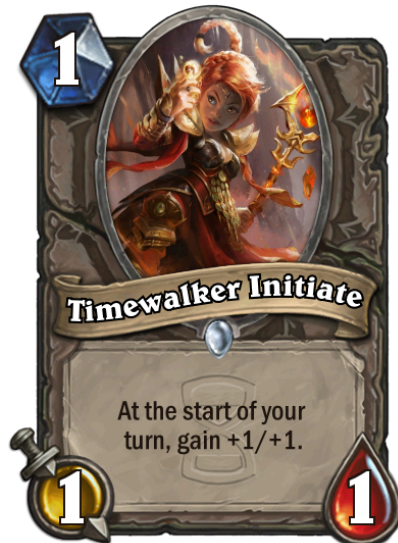 1
Timewalker Initiate
At the start of your
turn, gain +1/+1.
1
1